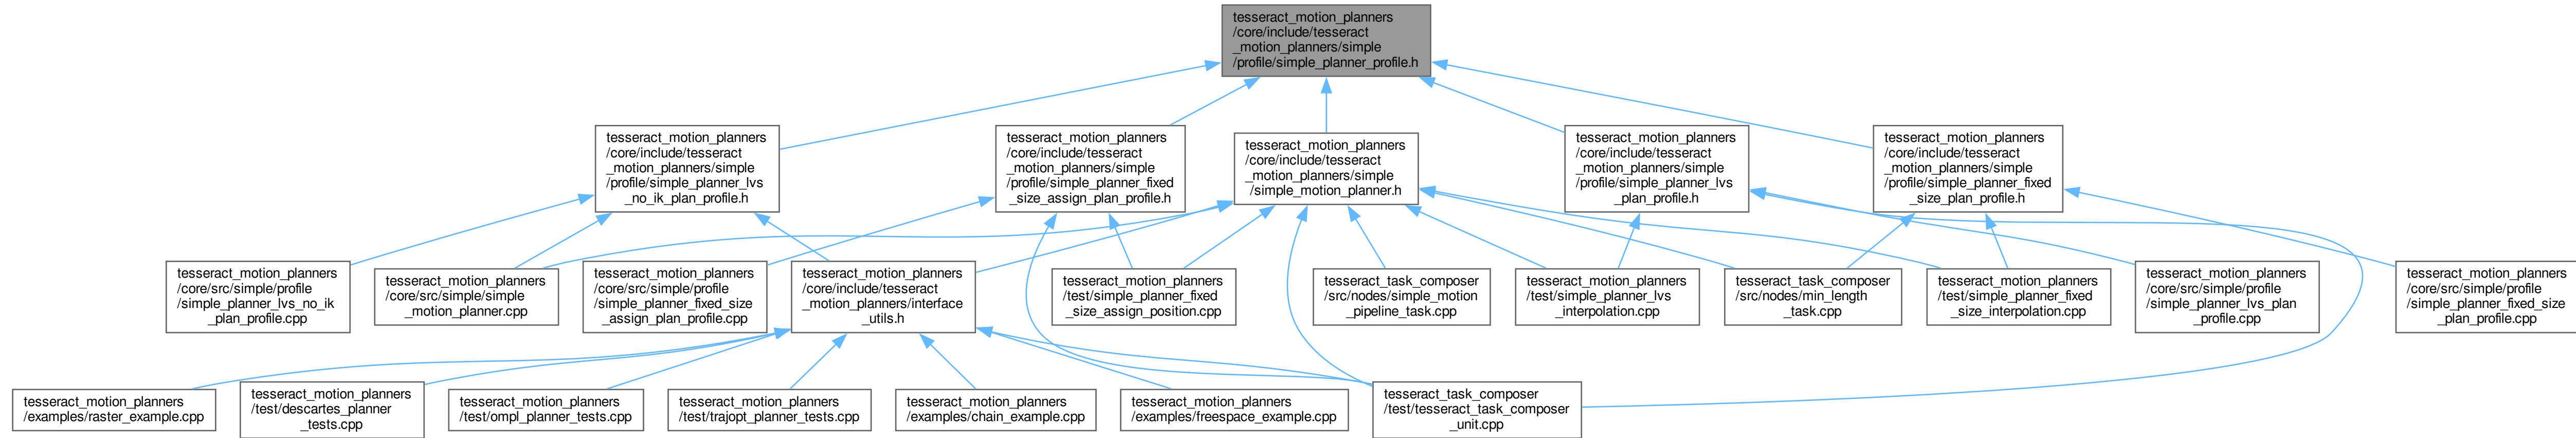 tesseract_motion_planners
/core/include/tesseract
_motion_planners/simple
/profile/simple_planner_profile.h
tesseract_motion_planners
/core/include/tesseract
_motion_planners/simple
/profile/simple_planner_lvs
_no_ik_plan_profile.h
tesseract_motion_planners
/core/include/tesseract
_motion_planners/simple
/profile/simple_planner_fixed
_size_assign_plan_profile.h
tesseract_motion_planners
/core/include/tesseract
_motion_planners/simple
/simple_motion_planner.h
tesseract_motion_planners
/core/include/tesseract
_motion_planners/simple
/profile/simple_planner_lvs
_plan_profile.h
tesseract_motion_planners
/core/include/tesseract
_motion_planners/simple
/profile/simple_planner_fixed
_size_plan_profile.h
tesseract_motion_planners
/core/src/simple/profile
/simple_planner_lvs_no_ik
_plan_profile.cpp
tesseract_motion_planners
/core/src/simple/simple
_motion_planner.cpp
tesseract_motion_planners
/core/src/simple/profile
/simple_planner_fixed_size
_assign_plan_profile.cpp
tesseract_motion_planners
/core/include/tesseract
_motion_planners/interface
_utils.h
tesseract_motion_planners
/test/simple_planner_fixed
_size_assign_position.cpp
tesseract_task_composer
/src/nodes/simple_motion
_pipeline_task.cpp
tesseract_motion_planners
/test/simple_planner_lvs
_interpolation.cpp
tesseract_task_composer
/src/nodes/min_length
_task.cpp
tesseract_motion_planners
/test/simple_planner_fixed
_size_interpolation.cpp
tesseract_motion_planners
/core/src/simple/profile
/simple_planner_lvs_plan
_profile.cpp
tesseract_motion_planners
/core/src/simple/profile
/simple_planner_fixed_size
_plan_profile.cpp
tesseract_motion_planners
/examples/raster_example.cpp
tesseract_motion_planners
/test/descartes_planner
_tests.cpp
tesseract_motion_planners
/test/ompl_planner_tests.cpp
tesseract_motion_planners
/test/trajopt_planner_tests.cpp
tesseract_motion_planners
/examples/chain_example.cpp
tesseract_motion_planners
/examples/freespace_example.cpp
tesseract_task_composer
/test/tesseract_task_composer
_unit.cpp